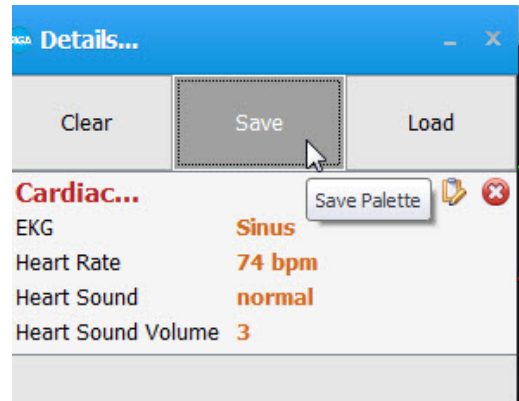 Details...
Clear Save Load
Cardiac...
Save Palette
EKG Sinus
Heart Rate 74 bpm
Heart Sound normal
Heart Sound Volume 3